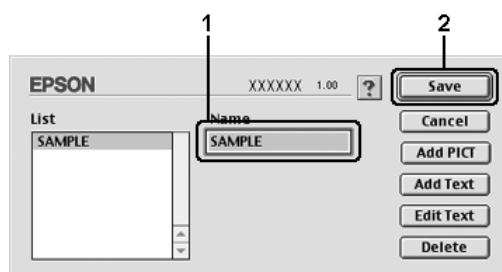 1
2
EPSON
XXXXXX 1.00 ?
Save
List
Name
Cancel
SAMPLE
SAMPLE
Add PICT
Add Text
Edit Text
Delete